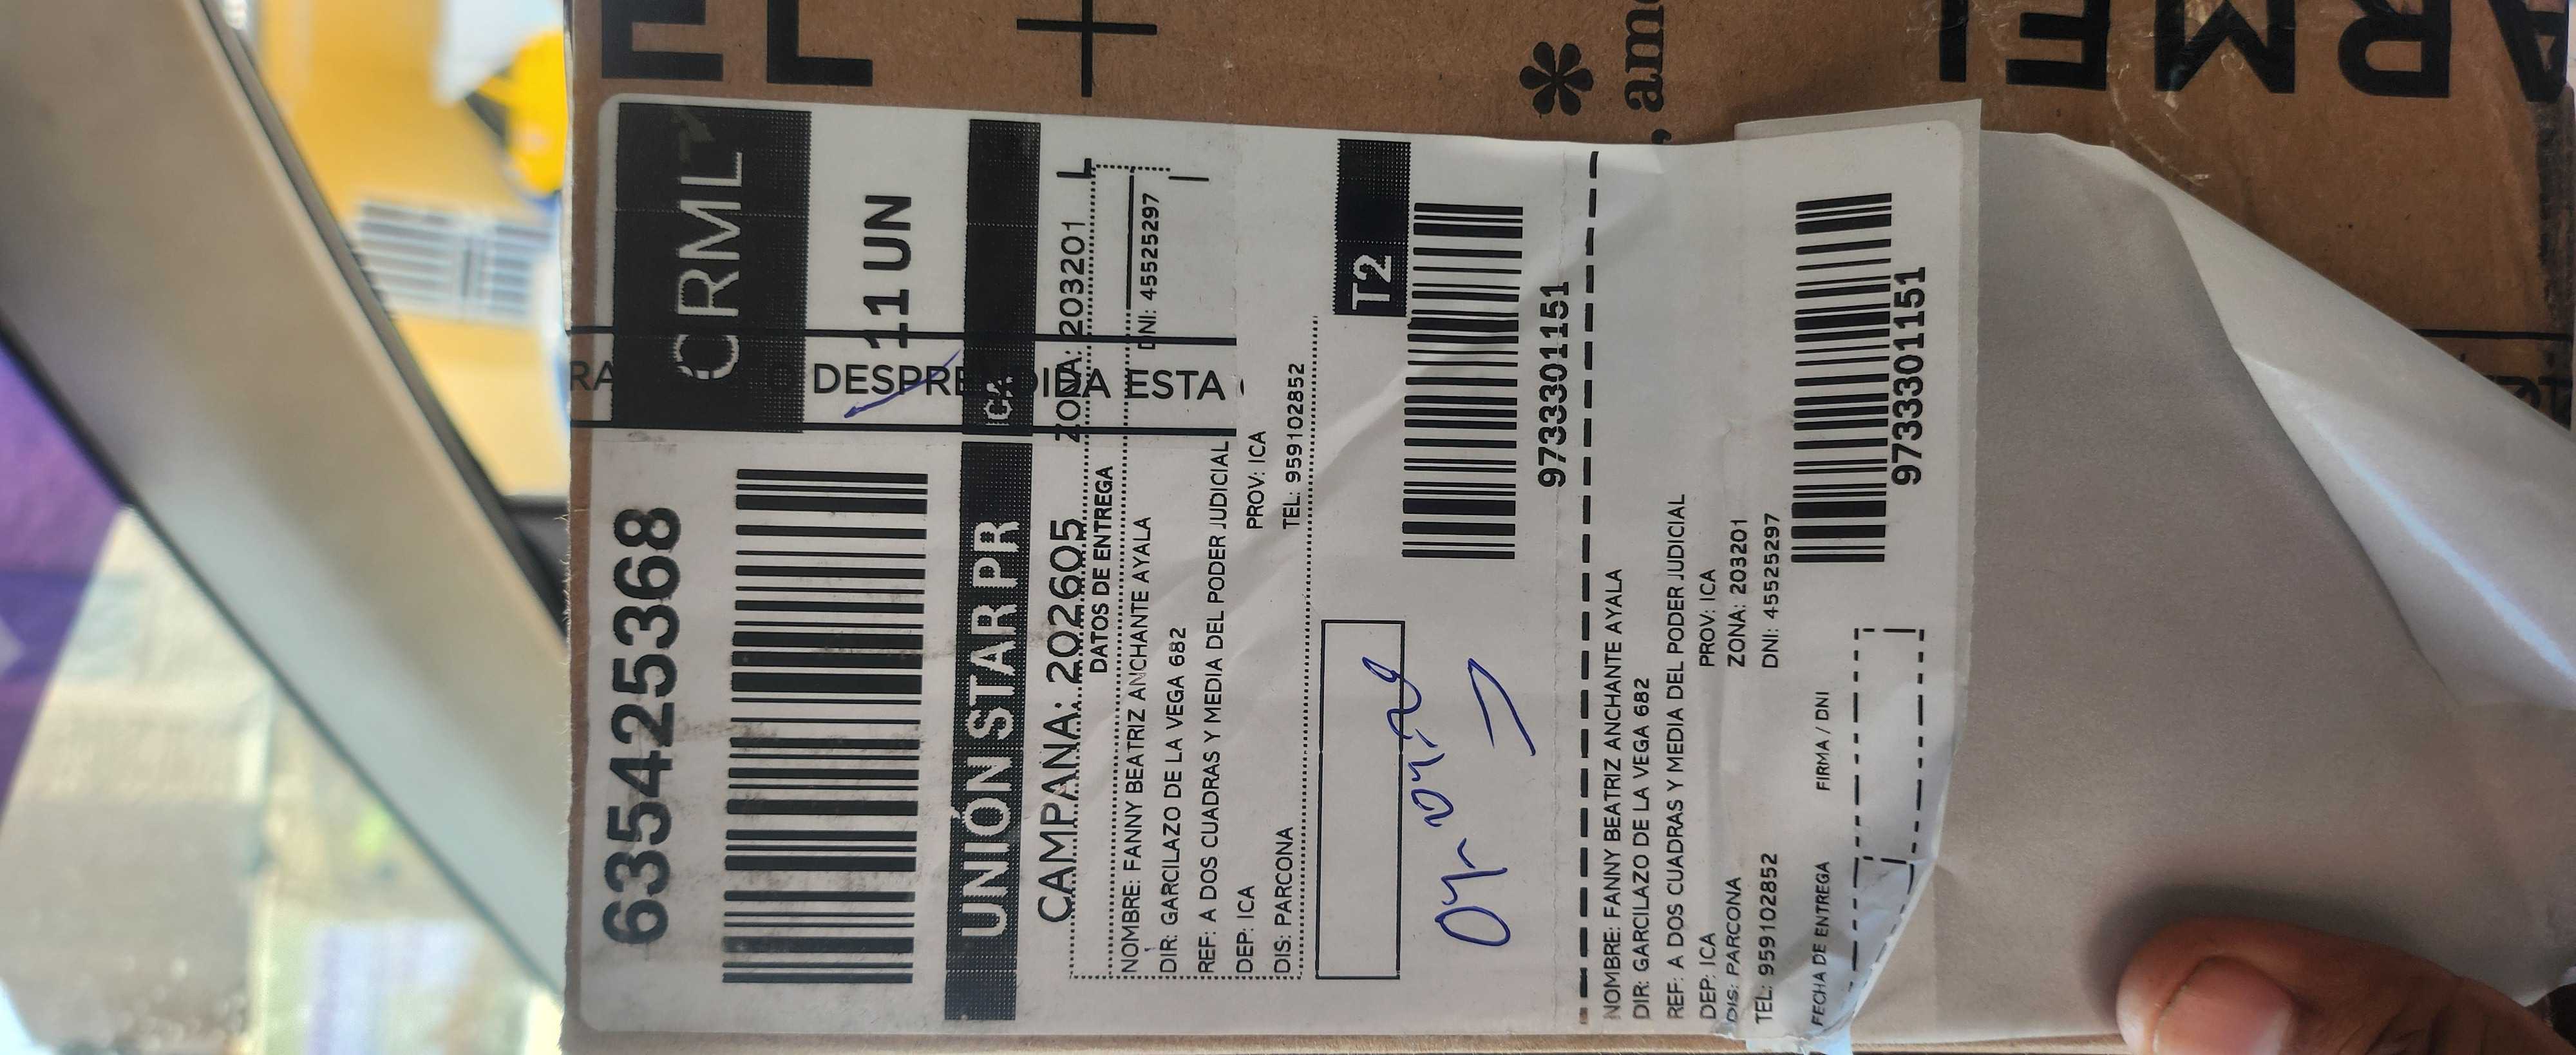 635425368
CRML
11 UN
UNIÓN STAR PR
ICA
CAMPAÑA: 202605
ZONA: 203201
DESPRE
DIDA ESTA
DATOS DE ENTREGA
NOMBRE: FANNY BEATRIZ ANCHANTE AYALA
DNI: 45525297
DIR: GARCILAZO DE LA VEGA 682
REF: A DOS CUADRAS Y MEDIA DEL PODER JUDICIAL
DEP: ICA
PROV: ICA
DIS: PARCONA
TEL: 959102852
T2
9733301151
NOMBRE: FANNY BEATRIZ ANCHANTE AYALA
DIR: GARCILAZO DE LA VEGA 682
REF: A DOS CUADRAS Y MEDIA DEL PODER JUDICIAL
DEP: ICA
PROV: ICA
DIS: PARCONA
ZONA: 203201
TEL: 959102852
DNI: 45525297
FECHA DE ENTREGA
FIRMA / DNI
9733301151